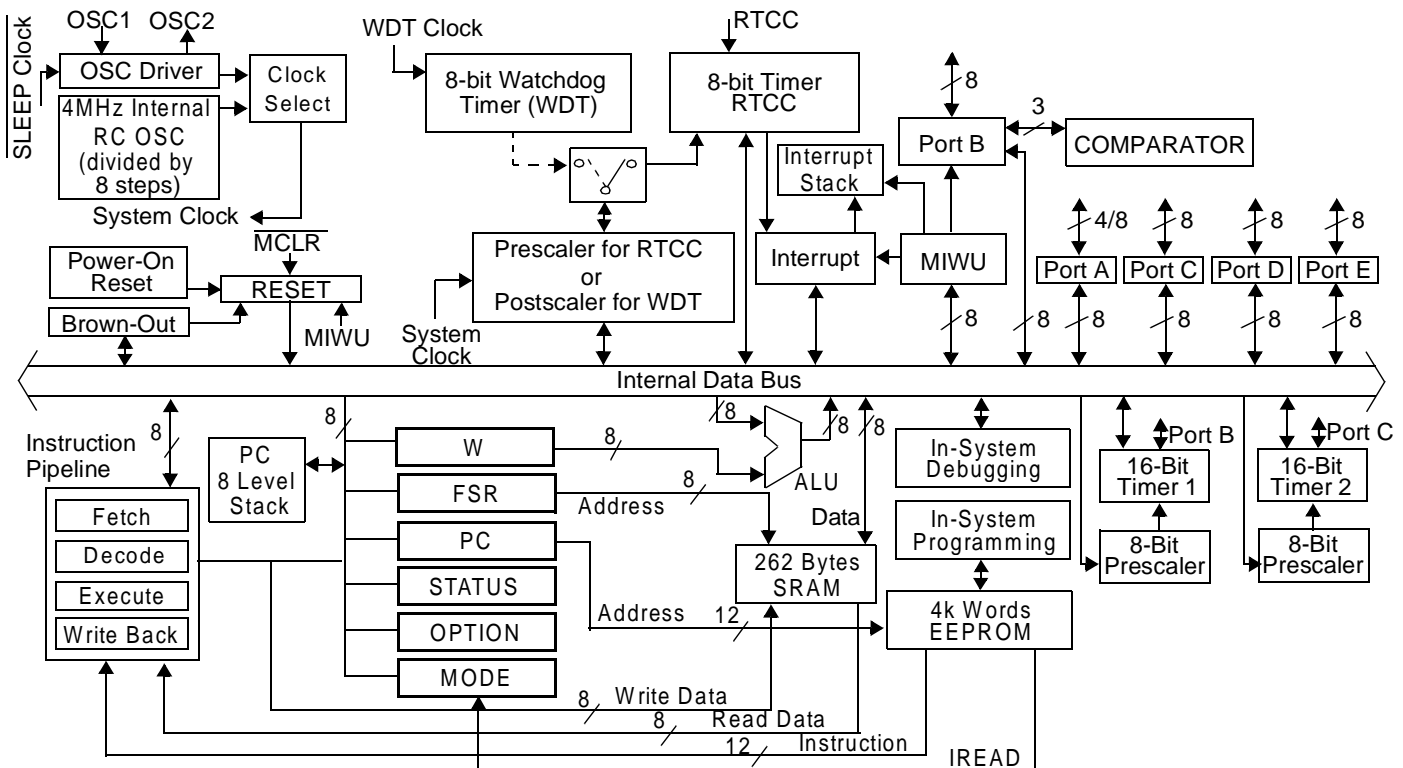 SLEEP Clock
OSC1
OSC2
OSC Driver
Clock
Select
4MHz Internal
RC OSC
(divided by
8 steps)
System Clock
WDT Clock
8-bit Watchdog
Timer (WDT)
RTCC
8-bit Timer
RTCC
8
Port B
3
COMPARATOR
Interrupt
Stack
Interrupt
MIWU
8
8
4/8
8
8
8
Port A
Port C
Port D
Port E
8
8
8
8
Power-On
Reset
MCLR
RESET
Brown-Out
MIWU
Prescaler for RTCC
or
Postscaler for WDT
System
Clock
Internal Data Bus
Instruction
Pipeline
8
Fetch
Decode
Execute
Write Back
PC
8 Level
Stack
8
W
8
FSR
8
Address
PC
STATUS
OPTION
MODE
8
ALU
8
8
Data
262 Bytes
SRAM
Address
12
In-System
Debugging
In-System
Programming
4k Words
EEPROM
Port B
16-Bit
Timer 1
8-Bit
Prescaler
Port C
16-Bit
Timer 2
8-Bit
Prescaler
8
Write Data
8
Read Data
12
Instruction
IREAD